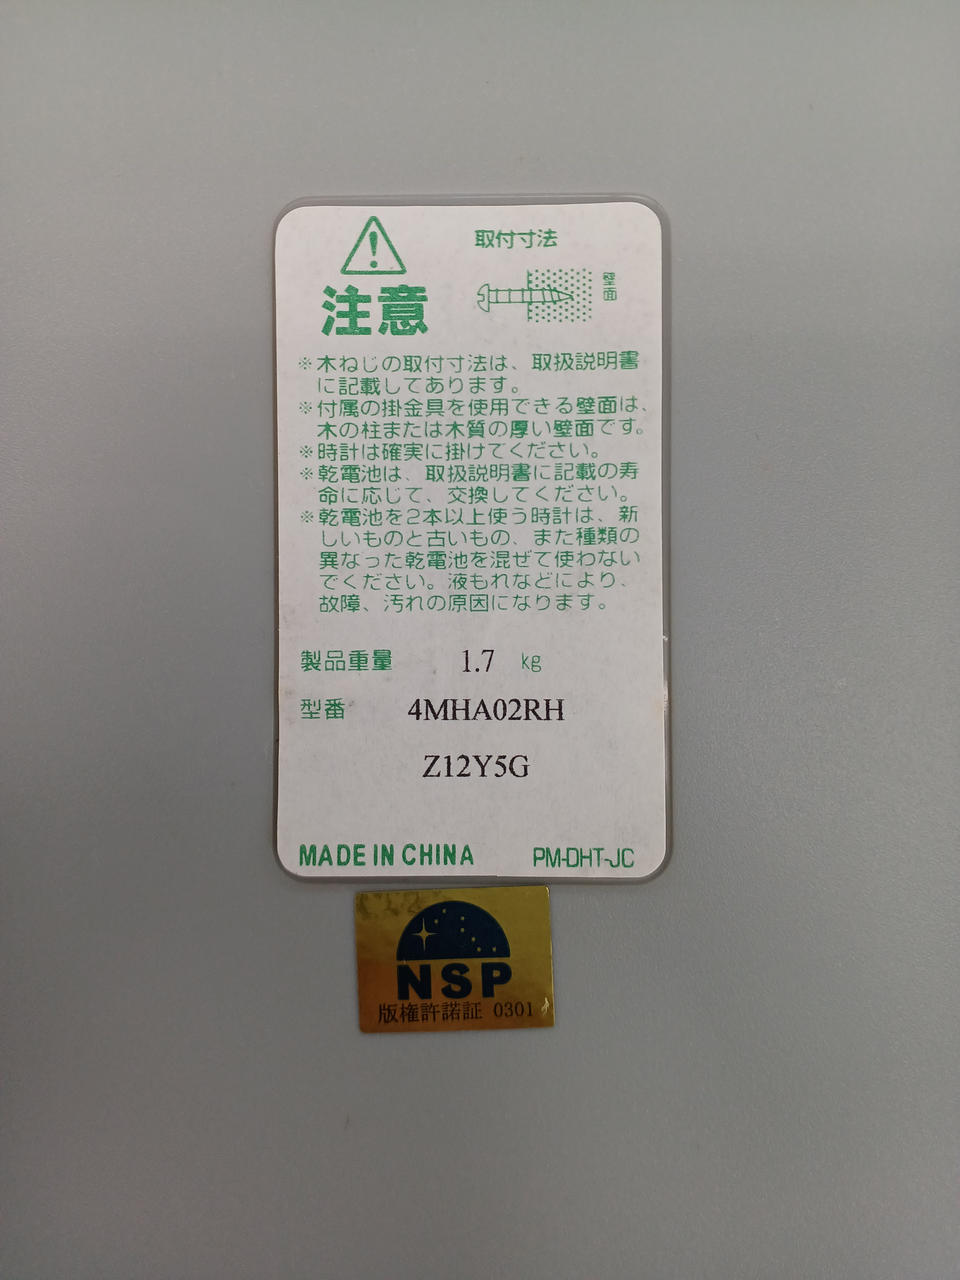 注意
取付寸法
壁面
※木ねじの取付寸法は、取扱説明書
に記載してあります。
※付属の掛金具を使用できる壁面は、
木の柱または木質の厚い壁面です。
※時計は確実に掛けてください。
※乾電池は、取扱説明書に記載の寿
命に応じて、交換してください。
※乾電池を2本以上使う時計は、新
しいものと古いもの、また種類の
異なった乾電池を混ぜて使わない
でください。液もれなどにより、
故障、汚れの原因になります。
製品重量 1.7 kg
型番 4MHA02RH
Z12Y5G
MADE IN CHINA PM-DHT-JC
NSP
版権許諾証 0301